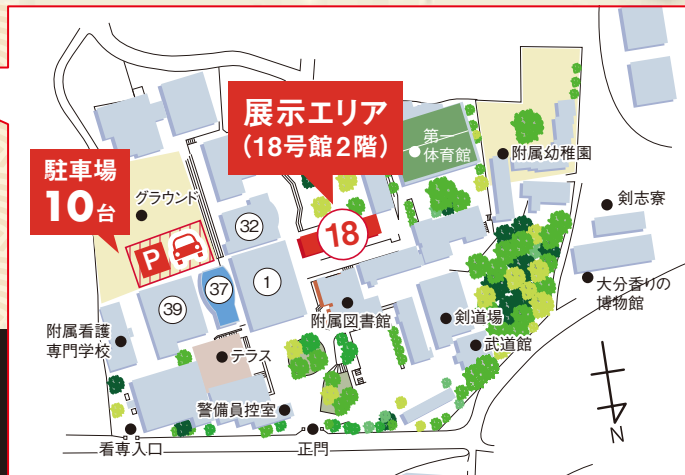 展示エリア
(18号館2階)
第一
体育館
附属幼稚園
駐車場
10台
グラウンド
剣志寮
32
18
P
37
1
大分香りの
博物館
39
附属図書館
剣道場
附属看護
専門学校
テラス
武道館
警備員控室
N
看専入口
正門